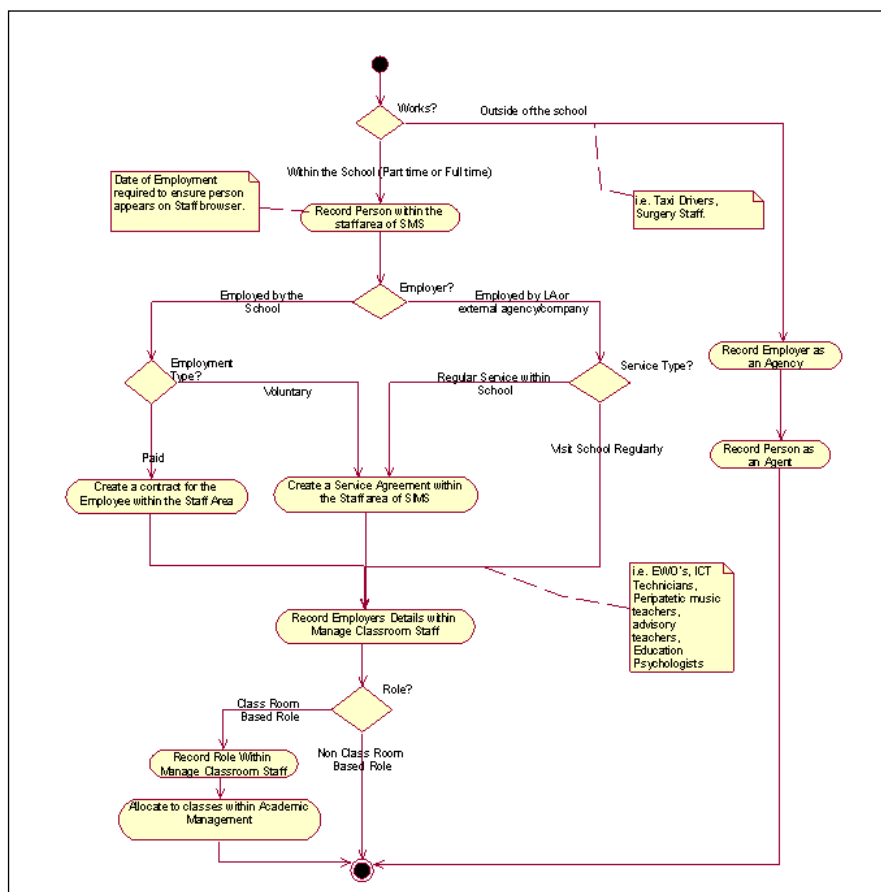 Works?
Outside of the school
Within the School (Part time or Full time)
Date of Employment
required to ensure person
appears on Staff browser.
Record Person within the
staffarea of SMS
i.e. Taxi Drivers,
Surgery Staff.
Employer?
Employed by the
School
Employed by LA or
external agency/company
Employment
Type?
Voluntary
Regular Service within
School
Service Type?
Record Employer as
an Agency
Paid
Visit School Regularly
Record Person as
an Agent
Create a contract for the
Employee within the Staff Area
Create a Service Agreement within
the Staff area of SIMS
i.e. EWO's, ICT
Technicians,
Peripatetic music
teachers,
advisory
teachers,
Education
Psychologists
Record Employers Details within
Manage Classroom Staff
Role?
Class Room
Based Role
Non Class Room
Based Role
Record Role Within
Manage Classroom Staff
Allocate to classes within Academic
Management